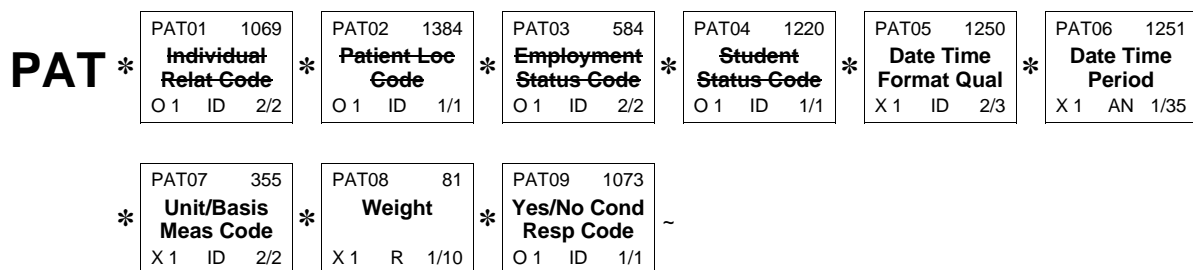 PAT * PAT01 1069 * PAT02 1384 * PAT03 584 * PAT04 1220 * PAT05 1250 * PAT06 1251
Individual Patient Loc Employment Student Date Time Date Time
Relat Code Code Status Code Status Code Format Qual Period
O 1 ID 2/2 O 1 ID 1/1 O 1 ID 2/2 O 1 ID 1/1 X 1 ID 2/3 X 1 AN 1/35
* PAT07 355 * PAT08 81 * PAT09 1073 ~
Unit/Basis Weight Yes/No Cond
Meas Code Resp Code
X 1 ID 2/2 X 1 R 1/10 O 1 ID 1/1